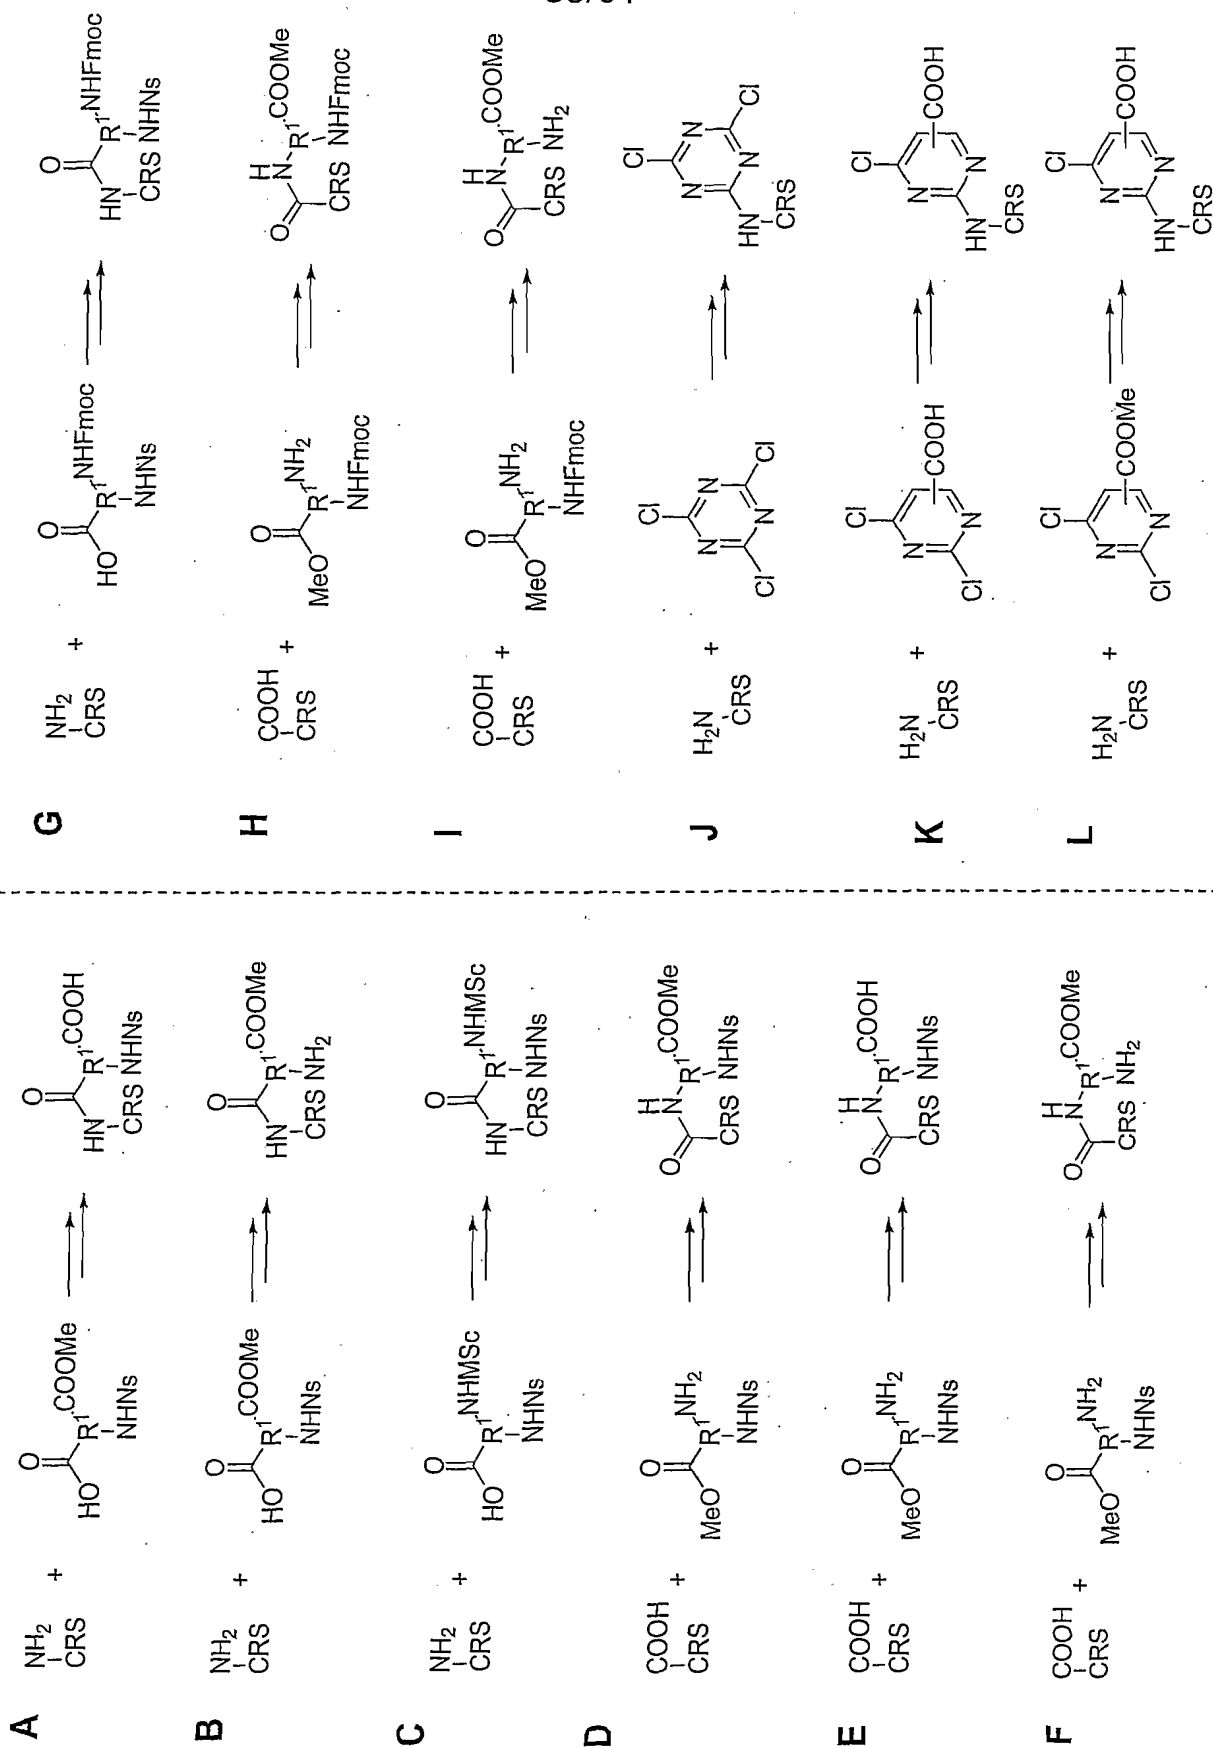 A
NH2
CRS
+
O
HO
R1
COOMe
NHNs
O
HN
CRS
R1
COOH
NHNs
B
NH2
CRS
+
O
HO
R1
COOMe
NHNs
O
HN
CRS
R1
COOMe
NH2
C
NH2
CRS
+
O
HO
R1
NHMSc
NHNs
O
HN
CRS
R1
NHMSc
NHNs
D
COOH
CRS
+
O
MeO
R1
NH2
NHNs
O
H
N
CRS
R1
COOMe
NHNs
E
COOH
CRS
+
O
MeO
R1
NH2
NHNs
O
H
N
CRS
R1
COOH
NHNs
F
COOH
CRS
+
O
MeO
R1
NH2
NHNs
O
H
N
CRS
R1
COOMe
NH2
G
NH2
CRS
+
O
HO
R1
NHFmoc
NHNs
O
HN
CRS
R1
NHFmoc
NHNs
H
COOH
CRS
+
O
MeO
R1
NH2
NHFmoc
O
H
N
CRS
R1
COOMe
NHFmoc
I
COOH
CRS
+
O
MeO
R1
NH2
NHFmoc
O
H
N
CRS
R1
COOMe
NH2
J
H2N
CRS
+
Cl
N
N
N
Cl
Cl
Cl
N
N
N
Cl
HN
CRS
K
H2N
CRS
+
Cl
N
N
Cl
COOH
Cl
N
N
COOH
HN
CRS
L
H2N
CRS
+
Cl
N
N
Cl
COOMe
Cl
N
N
COOH
HN
CRS